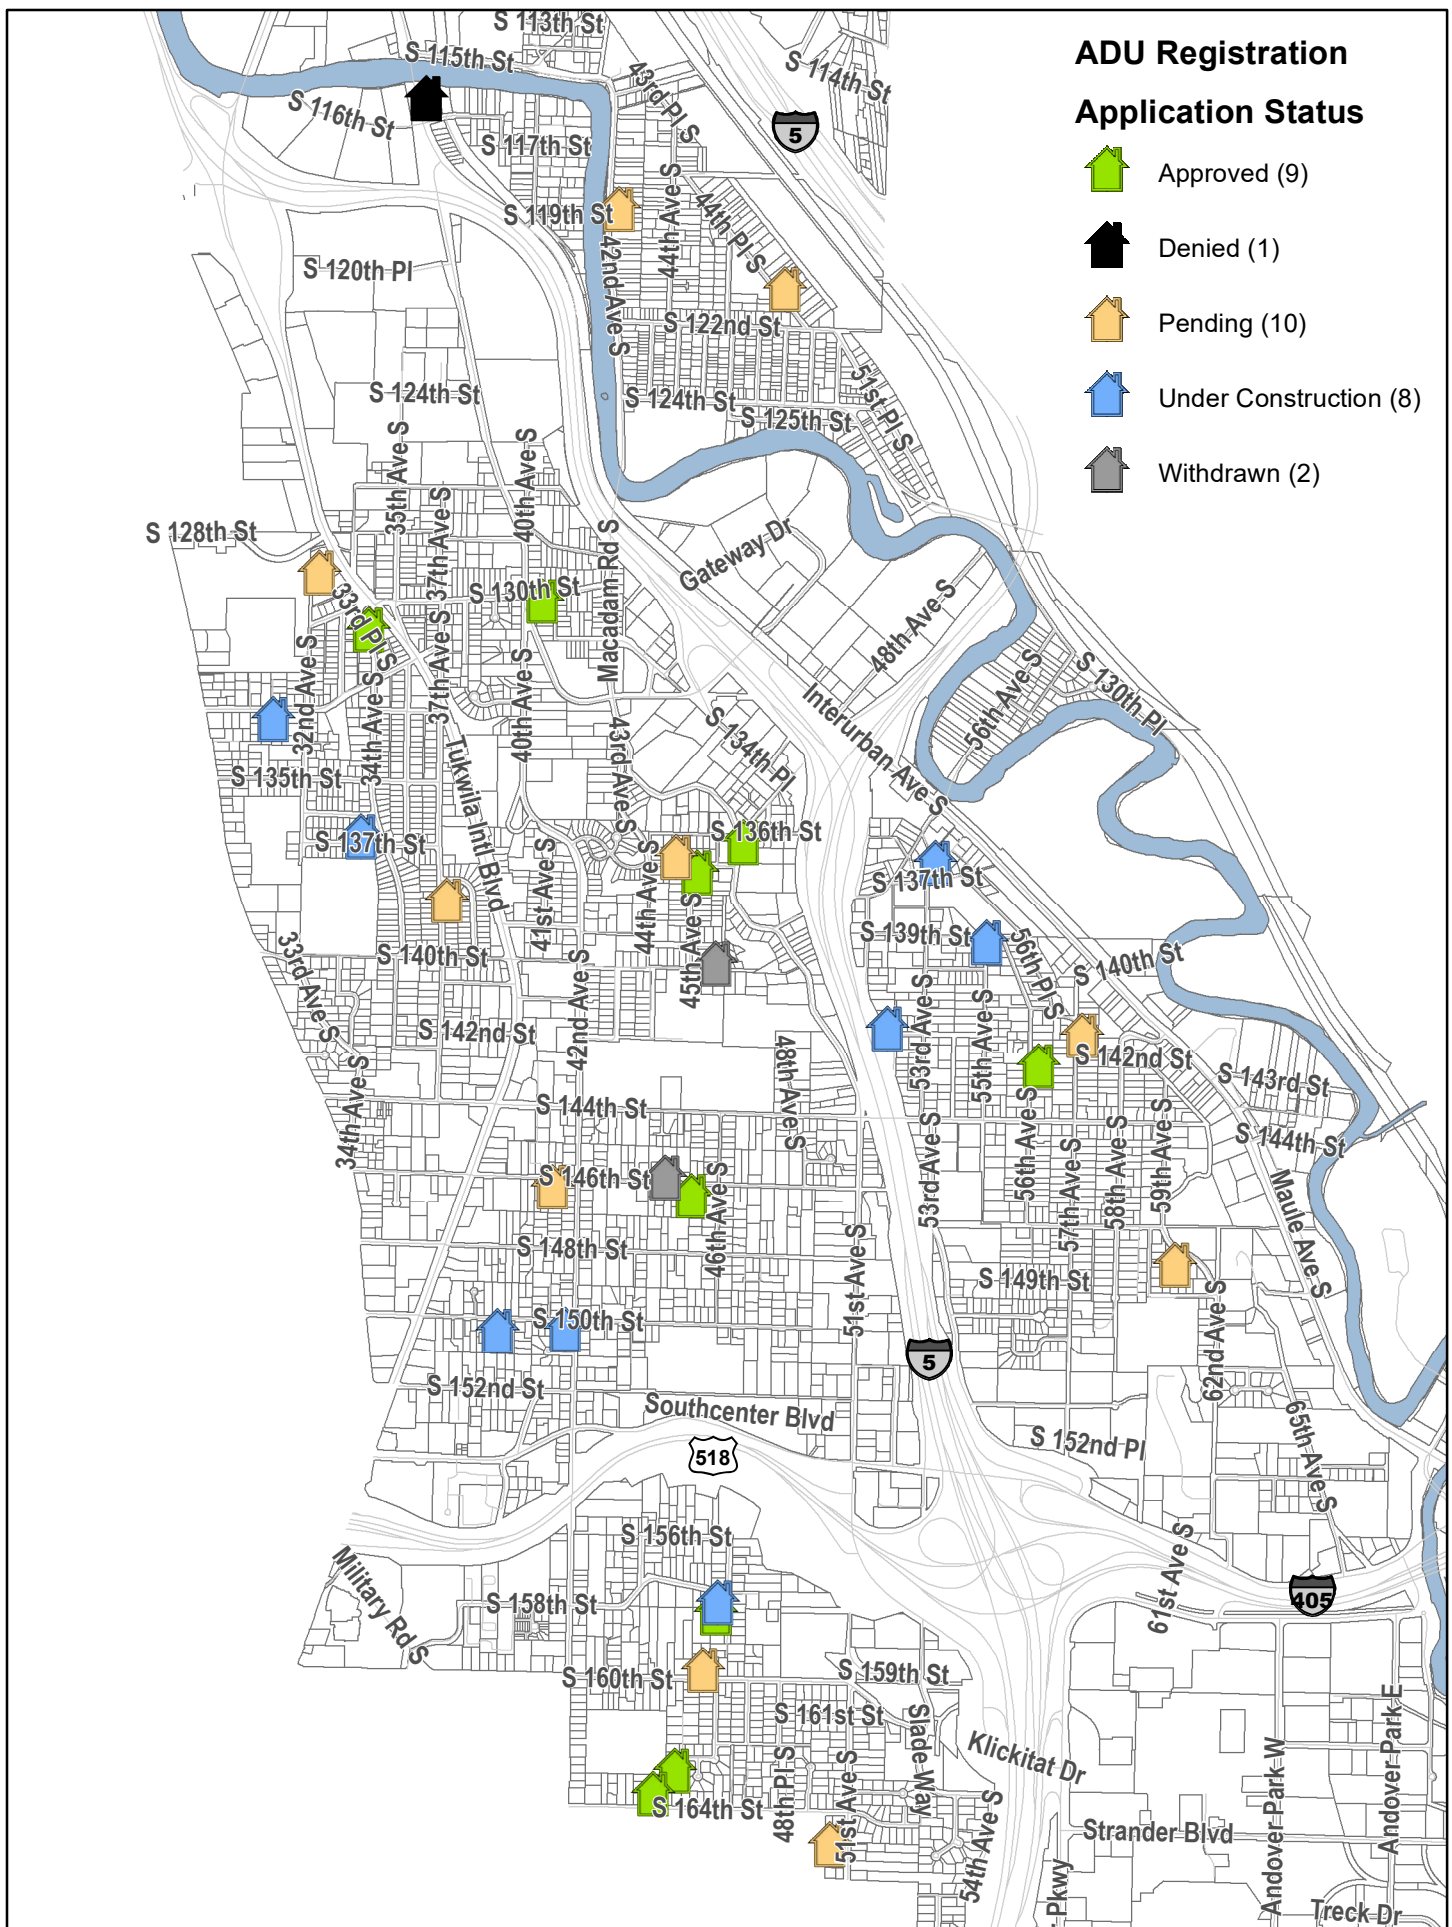 ADU Registration
Application Status
Approved (9)
Denied (1)
Pending (10)
Under Construction (8)
Withdrawn (2)
S 113th St
S 115th St
S 114th St
43rd Pl S
S 116th St
5
S 117th St
44th Ave S
44th Pl S
S 119th St
42nd Ave S
S 120th Pl
S 122nd St
S 124th St
S 124th St
51st Pl S
S 125th St
35th Ave S
40th Ave S
37th Ave S
S 128th St
Macadam Rd S
Gateway Dr
S 130th St
33rd Pl S
48th Ave S
32nd Ave S
37th Ave S
34th Ave S
40th Ave S
56th Ave S
S 130th Pl
Interurban Ave S
S 134th Pl
43rd Ave S
Tukwila Intl Blvd
S 135th St
S 136th St
S 137th St
41st Ave S
44th Ave S
45th Ave S
S 137th St
S 139th St
56th Pl S
S 140th St
33rd Ave S
S 140th St
42nd Ave S
53rd Ave S
55th Ave S
S 142nd St
48th Ave S
S 142nd St
S 143rd St
34th Ave S
S 144th St
56th Ave S
59th Ave S
58th Ave S
S 144th St
53rd Ave S
57th Ave S
S 146th St
46th Ave S
Maule Ave S
S 148th St
51st Ave S
S 149th St
62nd Ave S
S 150th St
5
S 152nd St
Southcenter Blvd
65th Ave S
S 152nd Pl
518
S 156th St
61st Ave S
Military Rd S
S 158th St
405
S 159th St
S 160th St
S 161st St
Slade Way
Klickitat Dr
48th Pl S
51st Ave S
54th Ave S
S 164th St
Strander Blvd
Andover Park W
Andover Park E
Pkwy
Treck Dr